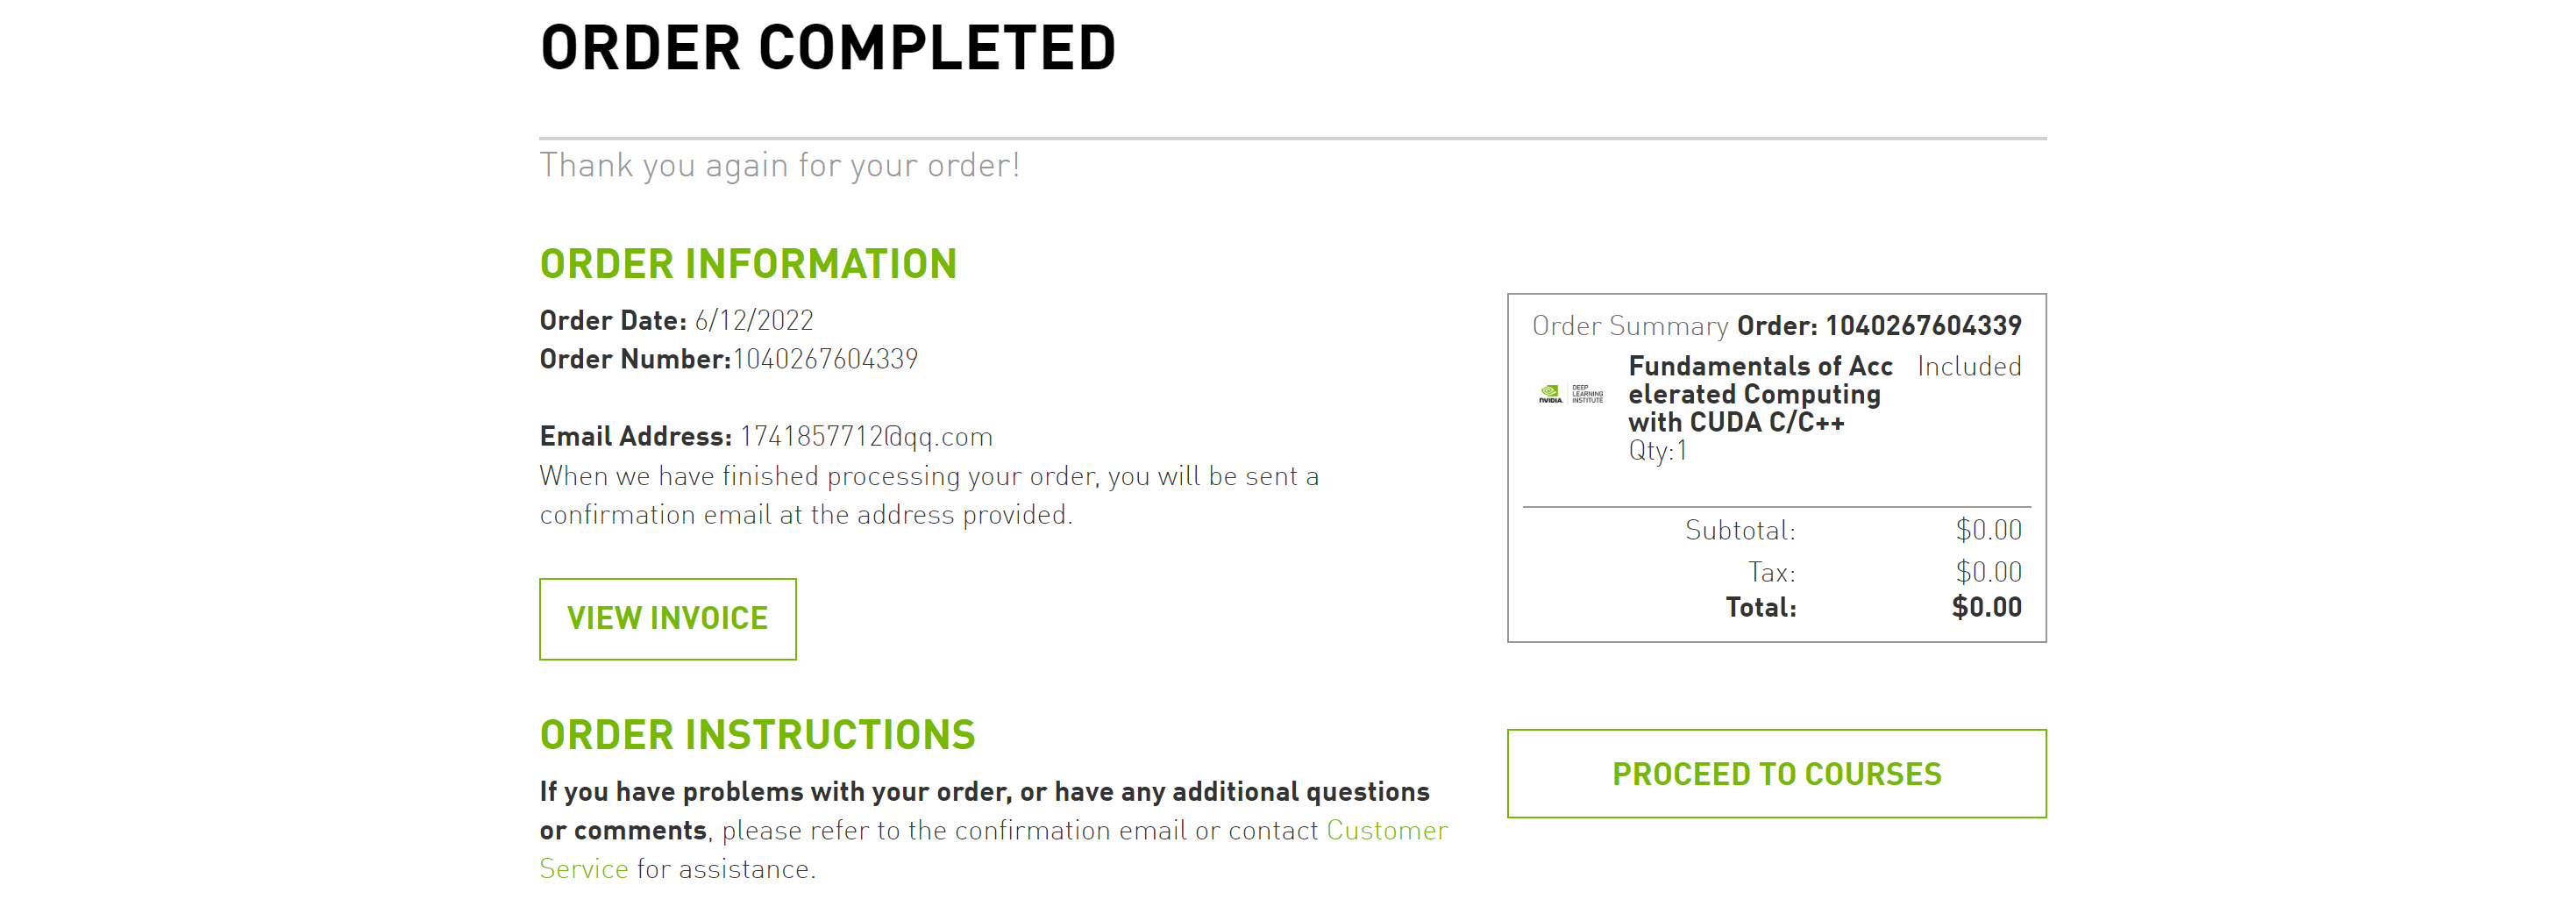 ORDER COMPLETED
Thank you again for your order!
ORDER INFORMATION
Order Date: 6/12/2022
Order Number:1040267604339
Email Address: 1741857712@qq.com
When we have finished processing your order, you will be sent a
confirmation email at the address provided.
VIEW INVOICE
ORDER INSTRUCTIONS
If you have problems with your order, or have any additional questions
or comments, please refer to the confirmation email or contact Customer
Service for assistance.
Order Summary Order: 1040267604339
NVIDIA. DEEP
LEARNING
INSTITUTE
Fundamentals of Acc Included
elerated Computing
with CUDA C/C++
Qty:1
Subtotal: $0.00
Tax: $0.00
Total: $0.00
PROCEED TO COURSES